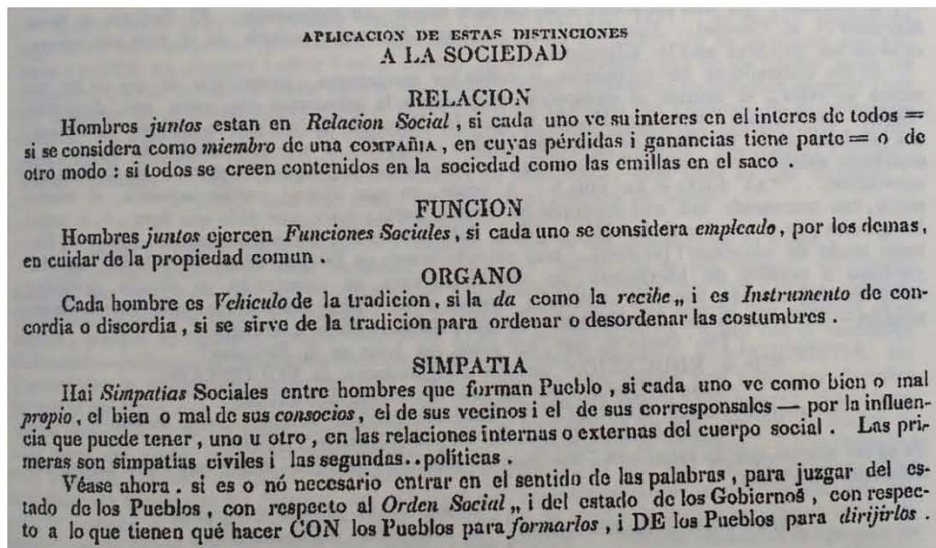 APLICACION DE ESTAS DISTINCIONES
A LA SOCIEDAD
RELACION
Hombres juntos estan en Relacion Social, si cada uno ve su interes en el interes de todos =
si se considera como miembro de una COMPAÑIA, en cuyas pérdidas i ganancias tiene parte = o de
otro modo : si todos se creen contenidos en la sociedad como las emillas en el saco .
FUNCION
Hombres juntos ejercen Funciones Sociales, si cada uno se considera empleado, por los demas,
en cuidar de la propiedad comun .
ORGANO
Cada hombre es Vehiculo de la tradicion, si la da como la recibe,, i es Instrumento de con-
cordia o discordia, si se sirve de la tradicion para ordenar o desordenar las costumbres .
SIMPATIA
Hai Simpatias Sociales entre hombres que forman Pueblo, si cada uno ve como bien o mal
propio, el bien o mal de sus consocios, el de sus vecinos i el de sus corresponsales — por la influen-
cia que puede tener, uno u otro, en las relaciones internas o externas del cuerpo social . Las pri-
meras son simpatías civiles i las segundas..políticas .
Véase ahora . si es o nó necesario entrar en el sentido de las palabras, para juzgar del es-
tado de los Pueblos, con respecto al Orden Social,, i del estado de los Gobiernos, con respec-
to a lo que tienen qué hacer CON los Pueblos para formarlos, i DE los Pueblos para dirijirlos .